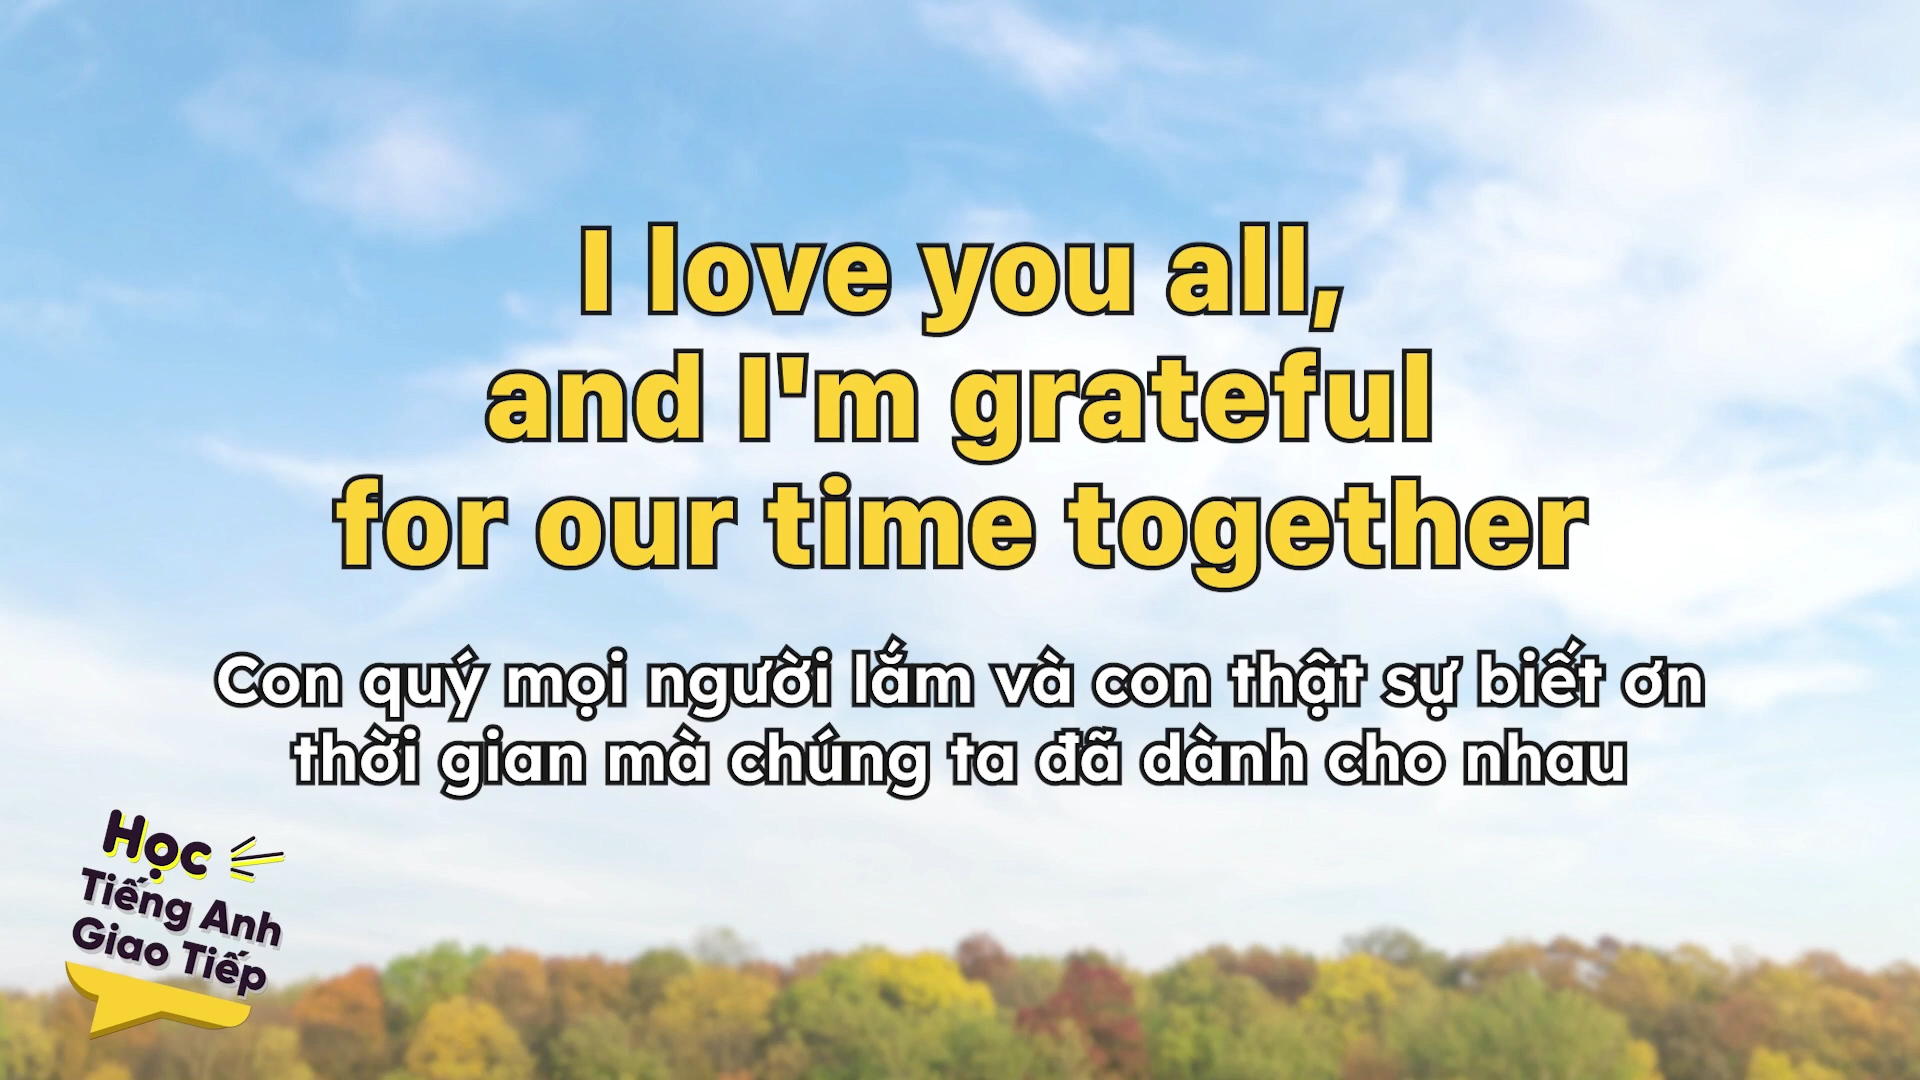 I love you all,
and I'm grateful
for our time together
Con quý mọi người lắm và con thật sự biết ơn
thời gian mà chúng ta đã dành cho nhau
Học
Tiếng Anh
Giao Tiếp